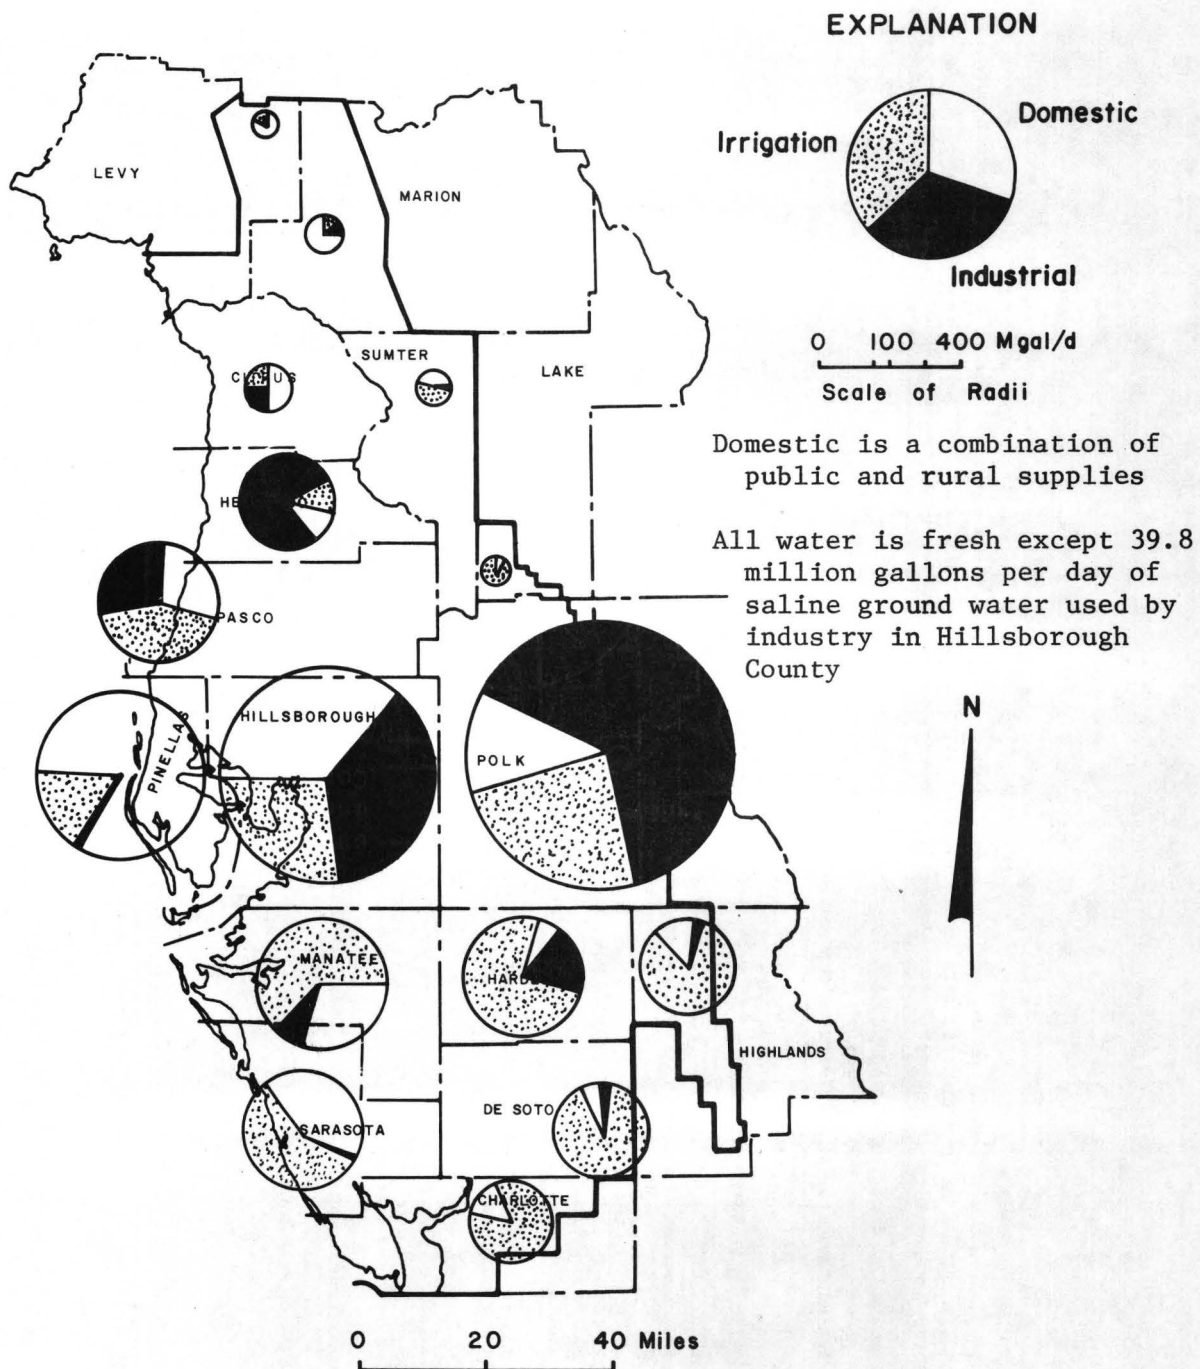 EXPLANATION
Irrigation
Domestic
Industrial
0 100 400 Mgal/d
Scale of Radii
Domestic is a combination of
public and rural supplies
All water is fresh except 39.8
million gallons per day of
saline ground water used by
industry in Hillsborough
County
N
LEVY
MARION
SUMTER
LAKE
CITRUS
PASCO
HILLSBOROUGH
PINELLAS
POLK
MANATEE
HARDEE
HIGHLANDS
DE SOTO
SARASOTA
CHARLOTTE
0 20 40 Miles